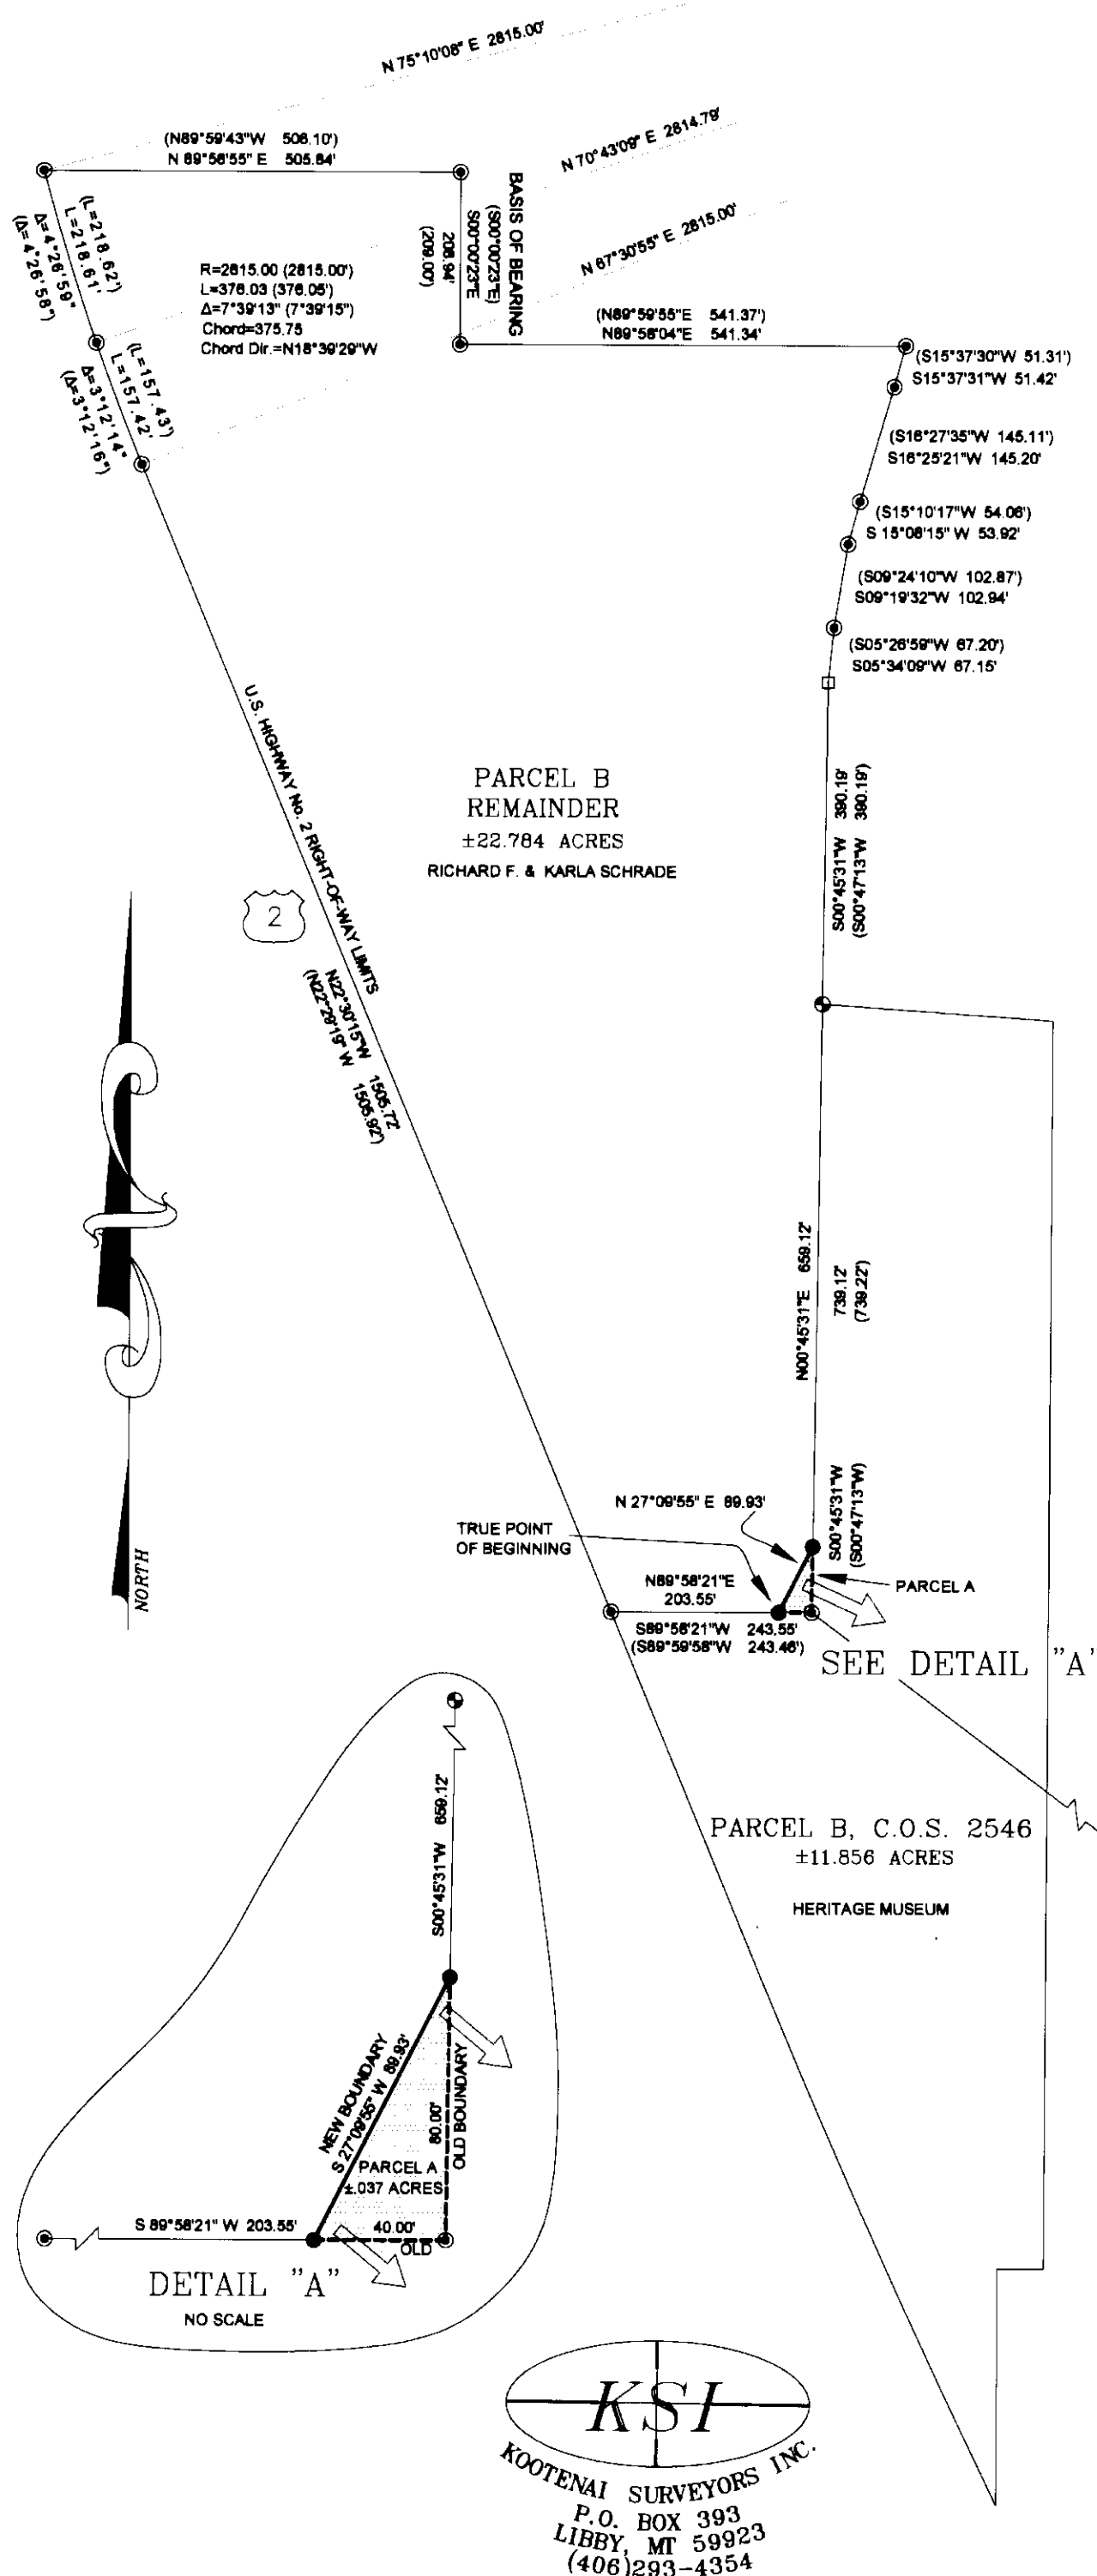 N 75°10'08" E 2815.00'
(N89°59'43"W 506.10')
N 89°58'55" E 505.84'
N 70°43'09" E 2814.79'
N 67°30'55" E 2815.00'
BASIS OF BEARING
(S00°00'23"E)
S00°00'23"E
208.94'
(209.00')
(L=218.62')
L=218.61'
Δ=4°26'59"
(Δ=4°26'58")
R=2815.00 (2815.00')
L=376.03 (376.05')
Δ=7°39'13" (7°39'15")
Chord=375.75
Chord Dir.=N18°39'29"W
(L=157.43')
L=157.42'
Δ=3°12'14"
(Δ=3°12'16")
(N89°59'55"E 541.37')
N89°58'04"E 541.34'
(S15°37'30"W 51.31')
S15°37'31"W 51.42'
(S16°27'35"W 145.11')
S16°25'21"W 145.20'
(S15°10'17"W 54.06')
S 15°08'15" W 53.92'
(S09°24'10"W 102.87')
S09°19'32"W 102.94'
(S05°26'59"W 67.20')
S05°34'09"W 67.15'
U.S. HIGHWAY No. 2 RIGHT-OF-WAY LIMITS
N22°30'15"W 1505.72'
(N22°29'19" W 1505.92')
2
PARCEL B
REMAINDER
±22.784 ACRES
RICHARD F. & KARLA SCHRADE
S00°45'31"W 390.19'
(S00°47'13"W 390.19')
NORTH
N00°45'31"E 659.12'
739.12'
(739.22')
S00°45'31"W
(S00°47'13"W)
N 27°09'55" E 89.93'
TRUE POINT
OF BEGINNING
PARCEL A
N89°58'21"E
203.55'
S89°58'21"W 243.55'
(S89°59'58"W 243.46')
SEE DETAIL "A"
PARCEL B, C.O.S. 2546
±11.856 ACRES
HERITAGE MUSEUM
S00°45'31"W 659.12'
NEW BOUNDARY
S 27°09'55" W 89.93'
80.00'
OLD BOUNDARY
PARCEL A
±.037 ACRES
S 89°58'21" W 203.55'
40.00'
OLD
DETAIL "A"
NO SCALE
KSI
KOOTENAI SURVEYORS INC.
P.O. BOX 393
LIBBY, MT 59923
(406)293-4354